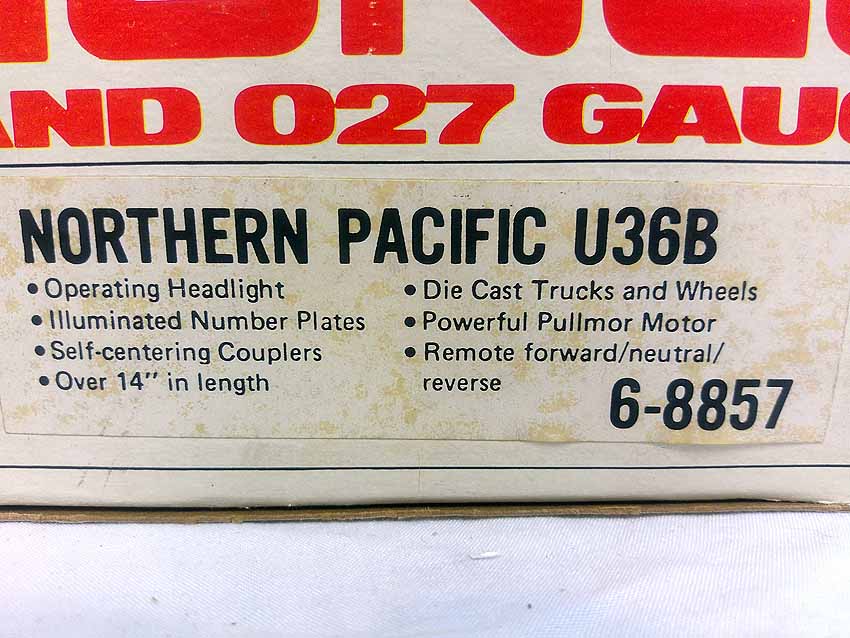 AND 027 GAU
NORTHERN PACIFIC U36B
• Operating Headlight
• Illuminated Number Plates
• Self-centering Couplers
• Over 14" in length
• Die Cast Trucks and Wheels
• Powerful Pullmor Motor
• Remote forward/neutral/
reverse
6-8857